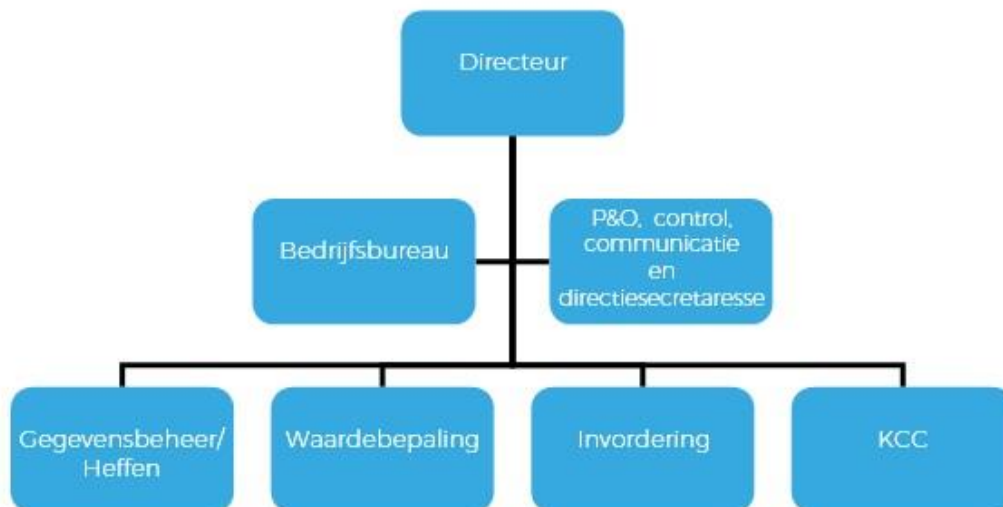 Directeur
Bedrijfsbureau
P&O, control,
communicatie
en
directiesecretaresse
Gegevensbeheer/
Heffen
Waardebepaling
Invordering
KCC